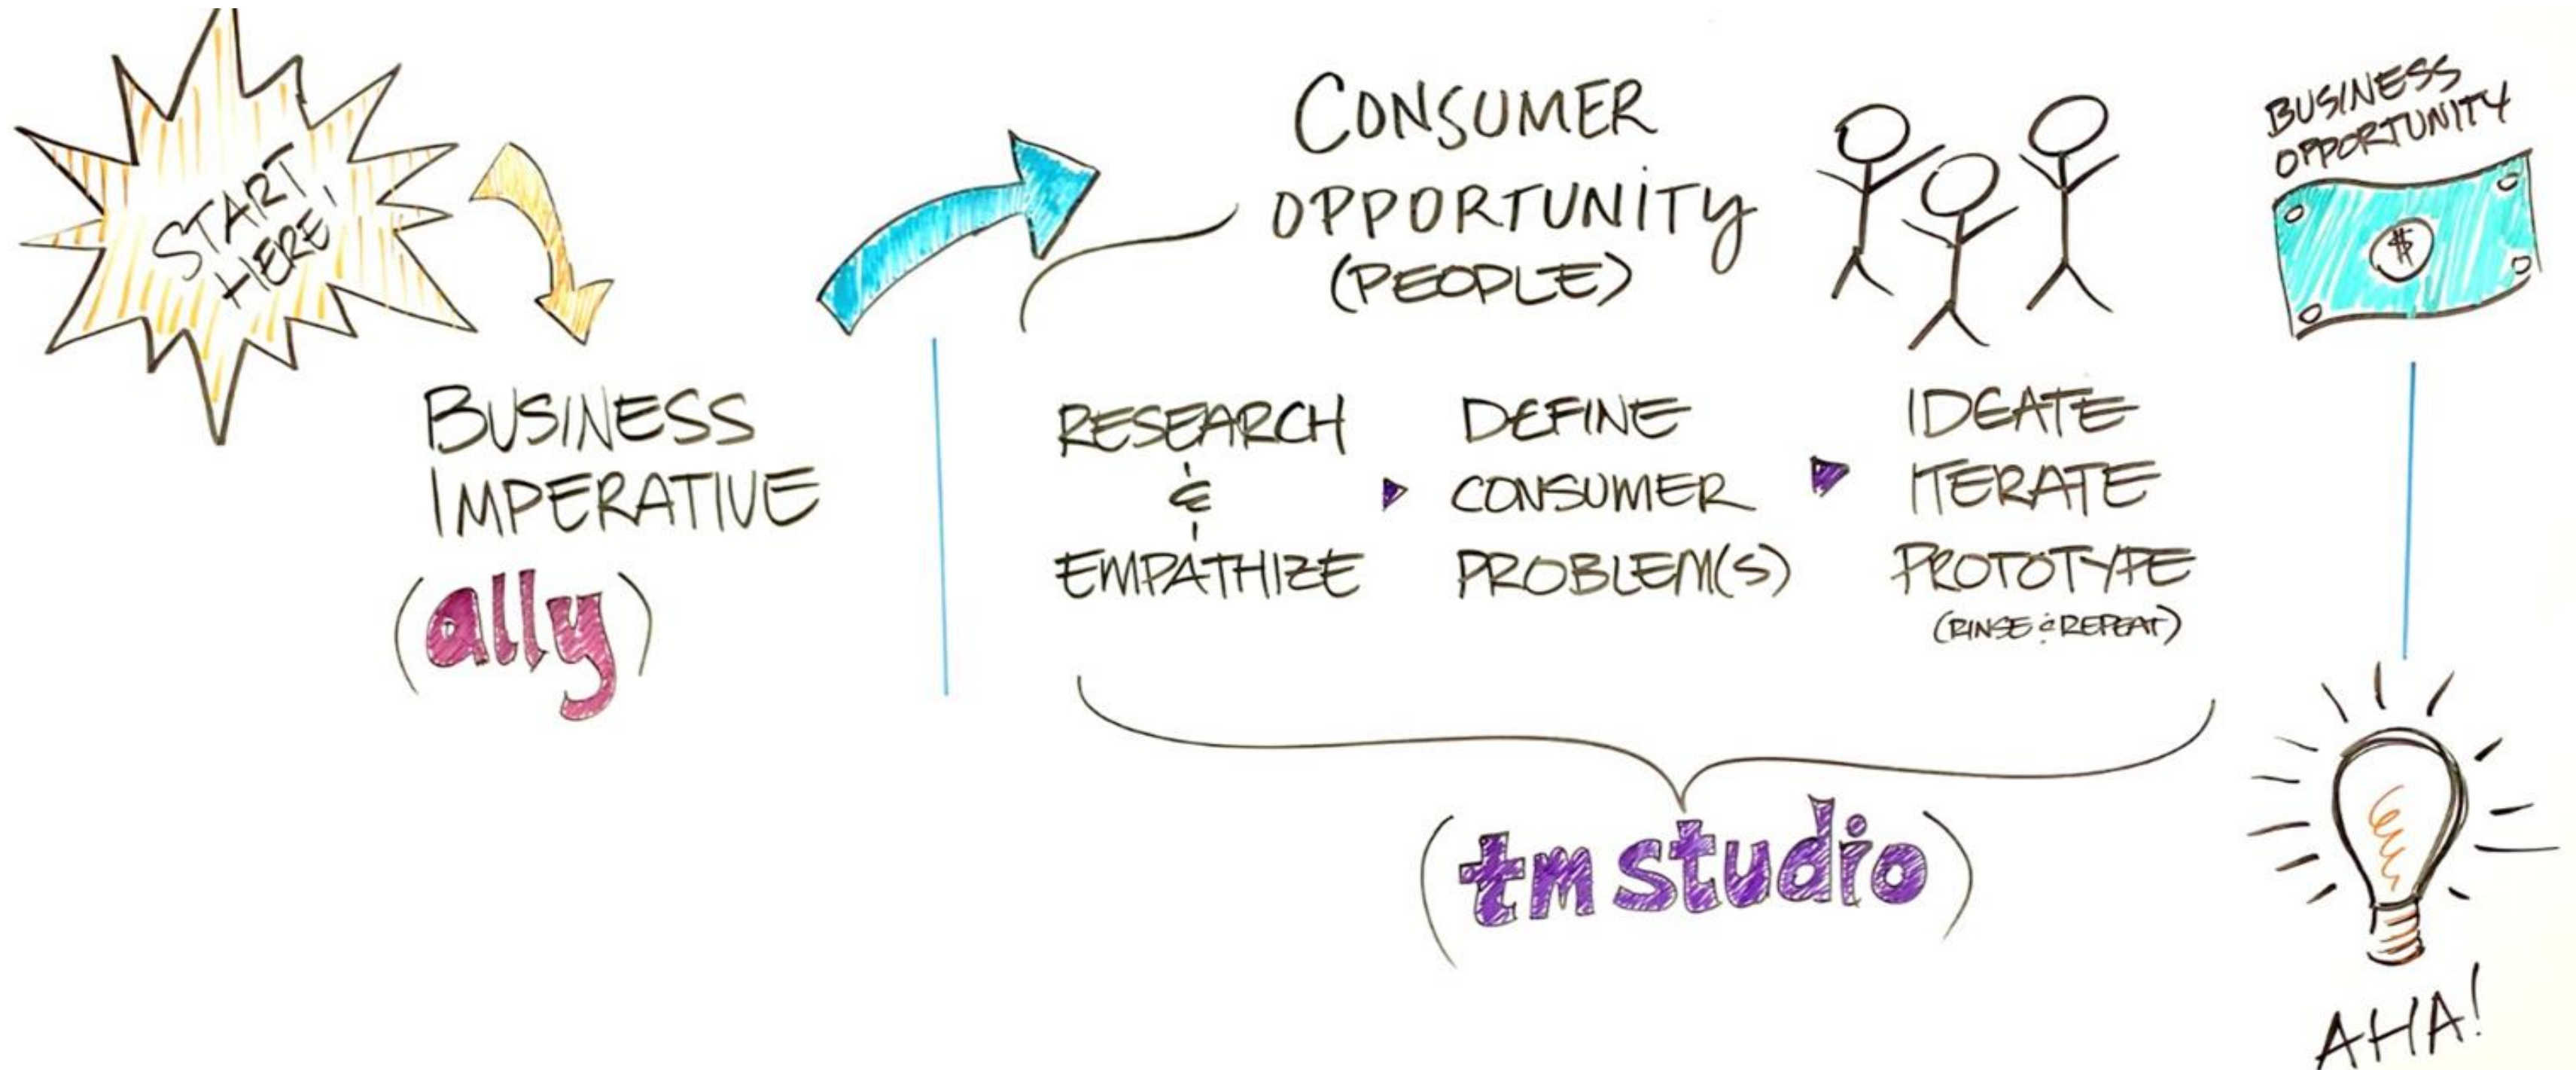 START
HERE!
BUSINESS
IMPERATIVE
(ally)
CONSUMER
OPPORTUNITY
(PEOPLE)
RESEARCH
&
EMPATHIZE
DEFINE
CONSUMER
PROBLEM(S)
IDEATE
ITERATE
PROTOTYPE
(RINSE & REPEAT)
(tm studio)
BUSINESS
OPPORTUNITY
$
AHA!